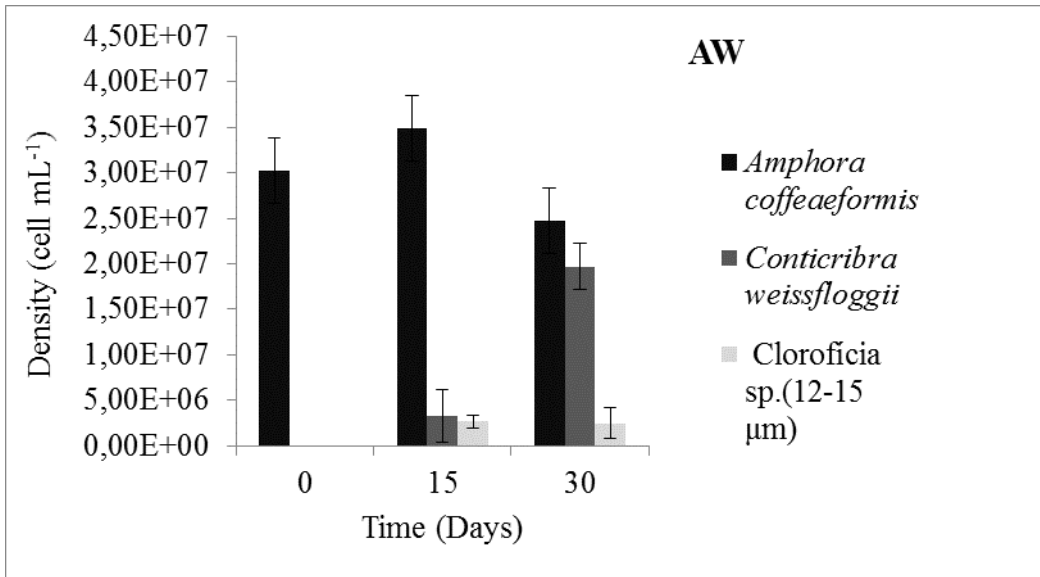 4,50E+07
4,00E+07
3,50E+07
3,00E+07
2,50E+07
2,00E+07
1,50E+07
1,00E+07
5,00E+06
0,00E+00
Density (cell mL⁻¹)
0 15 30
Time (Days)
AW
Amphora
coffeaeformis
Conticribra
weissfloggii
Clorofícia
sp.(12-15
µm)